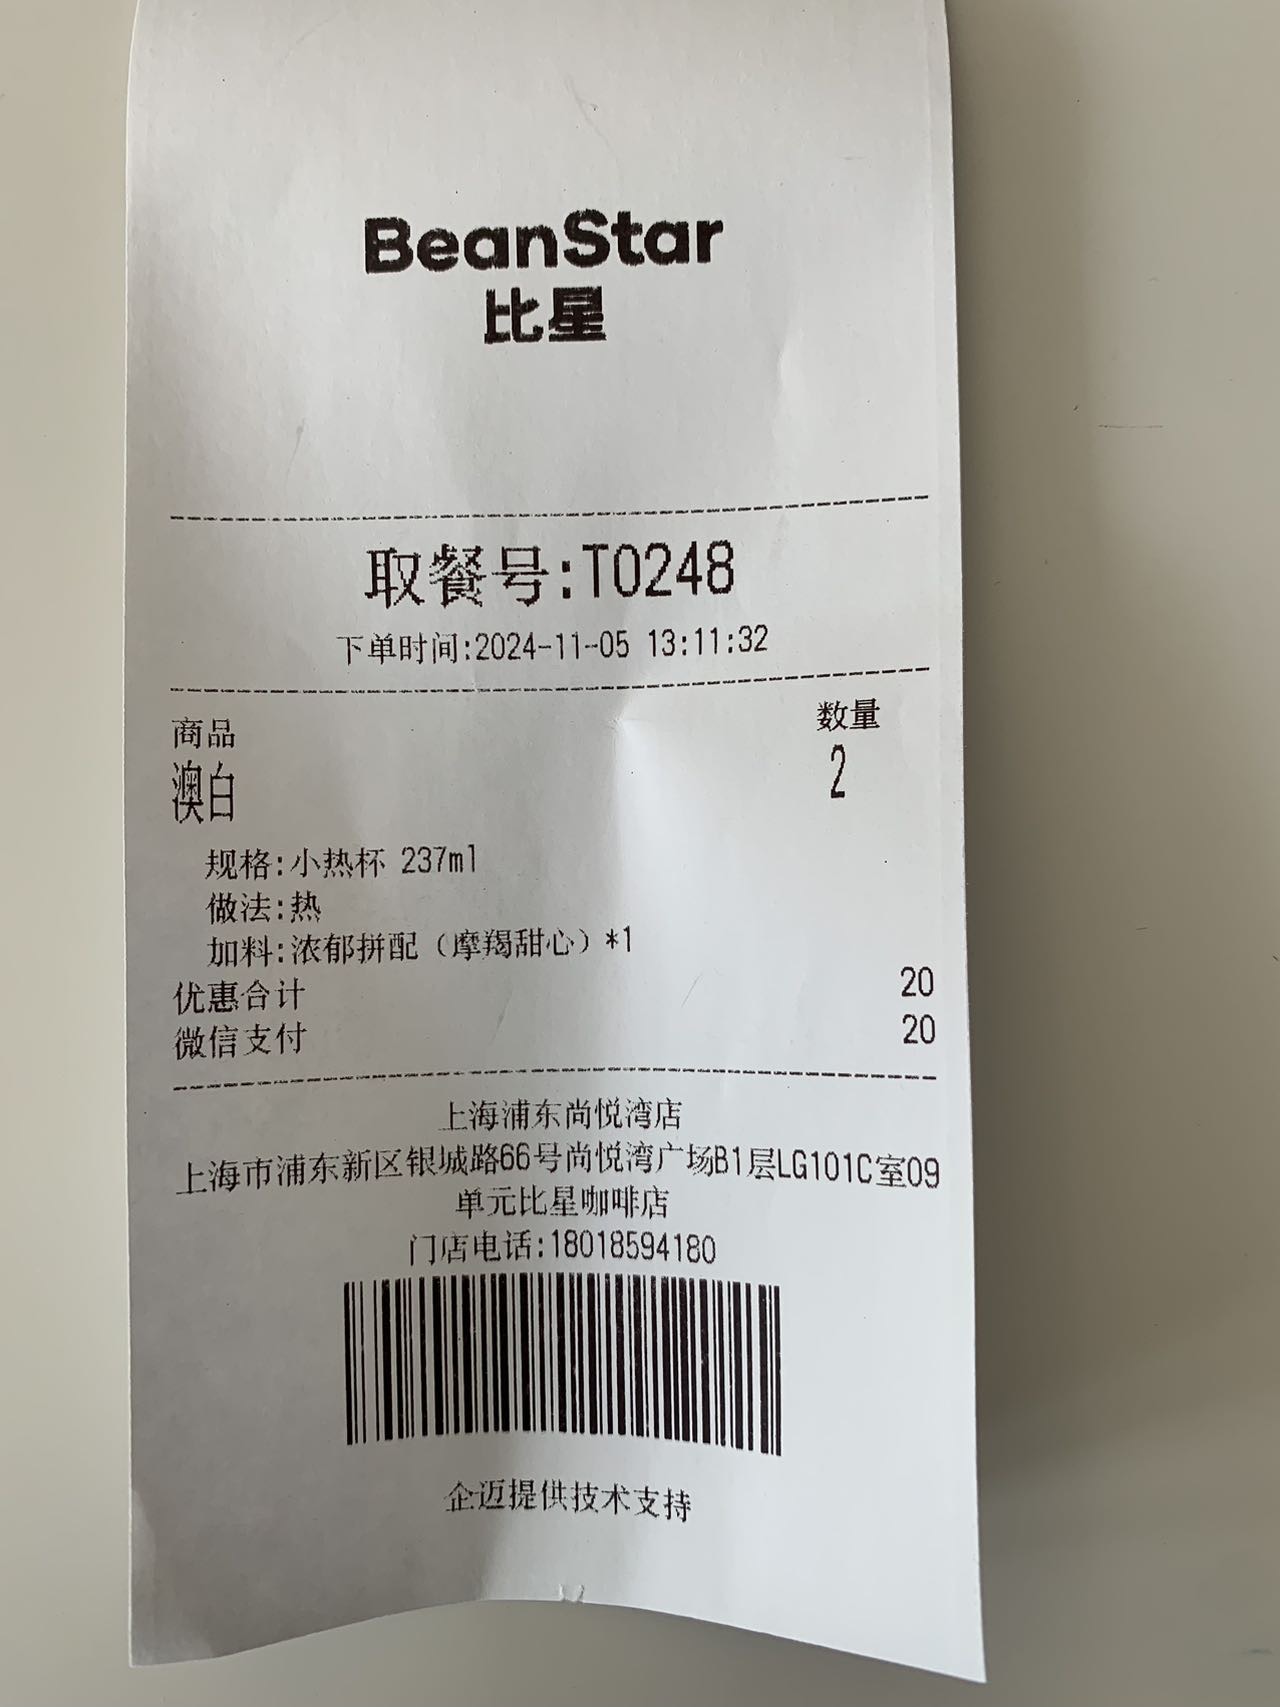 BeanStar
比星
取餐号:T0248
下单时间:2024-11-05 13:11:32
商品 数量
澳白 2
规格:小热杯 237ml
做法:热
加料:浓郁拼配（摩羯甜心）*1
优惠合计 20
微信支付 20
上海浦东尚悦湾店
上海市浦东新区银城路66号尚悦湾广场B1层LG101C室09
单元比星咖啡店
门店电话:18018594180
企迈提供技术支持